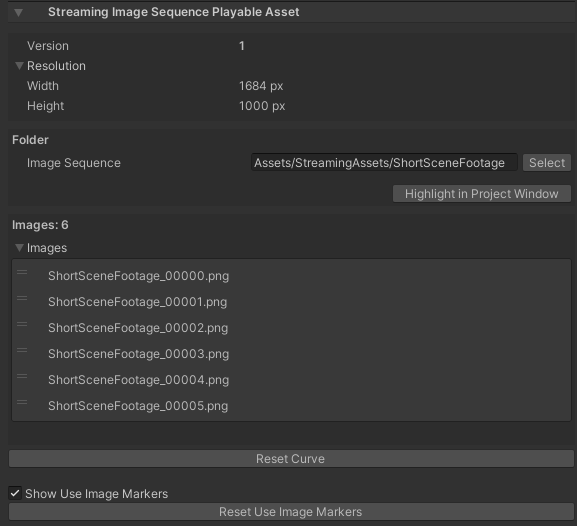 Streaming Image Sequence Playable Asset
Version 1
Resolution
Width 1684 px
Height 1000 px
Folder
Image Sequence Assets/StreamingAssets/ShortSceneFootage Select
Highlight in Project Window
Images: 6
Images
ShortSceneFootage_00000.png
ShortSceneFootage_00001.png
ShortSceneFootage_00002.png
ShortSceneFootage_00003.png
ShortSceneFootage_00004.png
ShortSceneFootage_00005.png
Reset Curve
Show Use Image Markers
Reset Use Image Markers